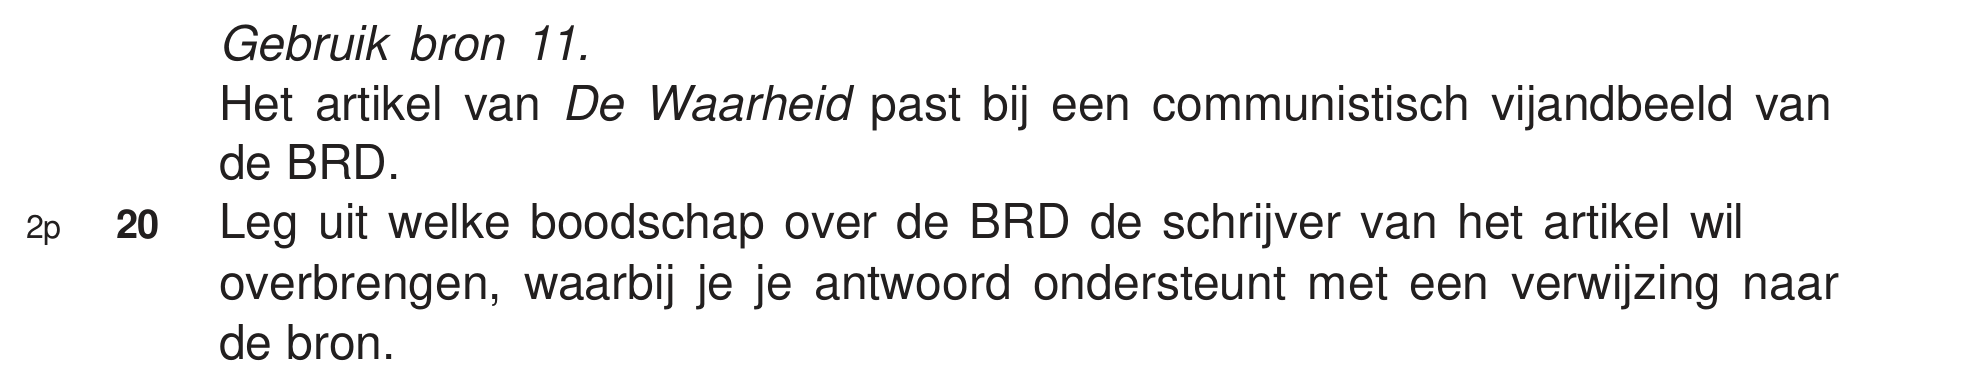 Gebruik bron 11.
Het artikel van De Waarheid past bij een communistisch vijandbeeld van
de BRD.
2p 20 Leg uit welke boodschap over de BRD de schrijver van het artikel wil
overbrengen, waarbij je je antwoord ondersteunt met een verwijzing naar
de bron.